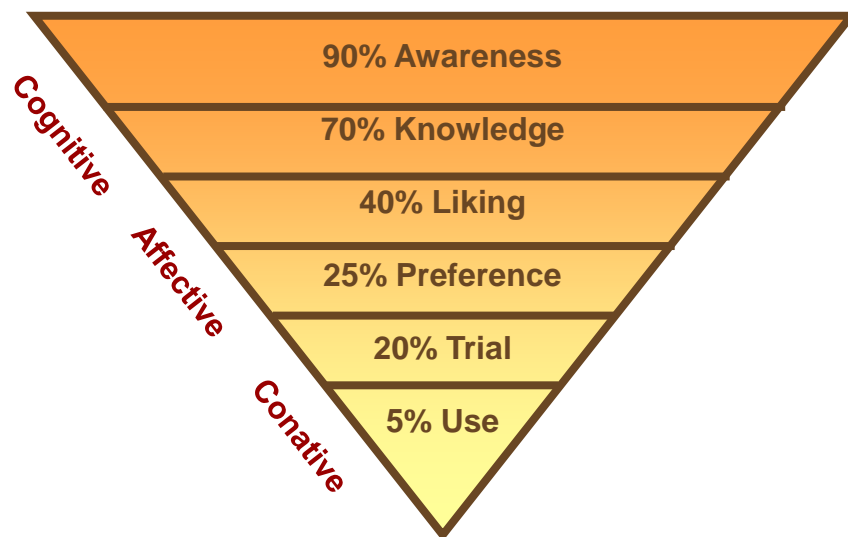 90% Awareness
70% Knowledge
40% Liking
25% Preference
20% Trial
5% Use
Cognitive
Affective
Conative